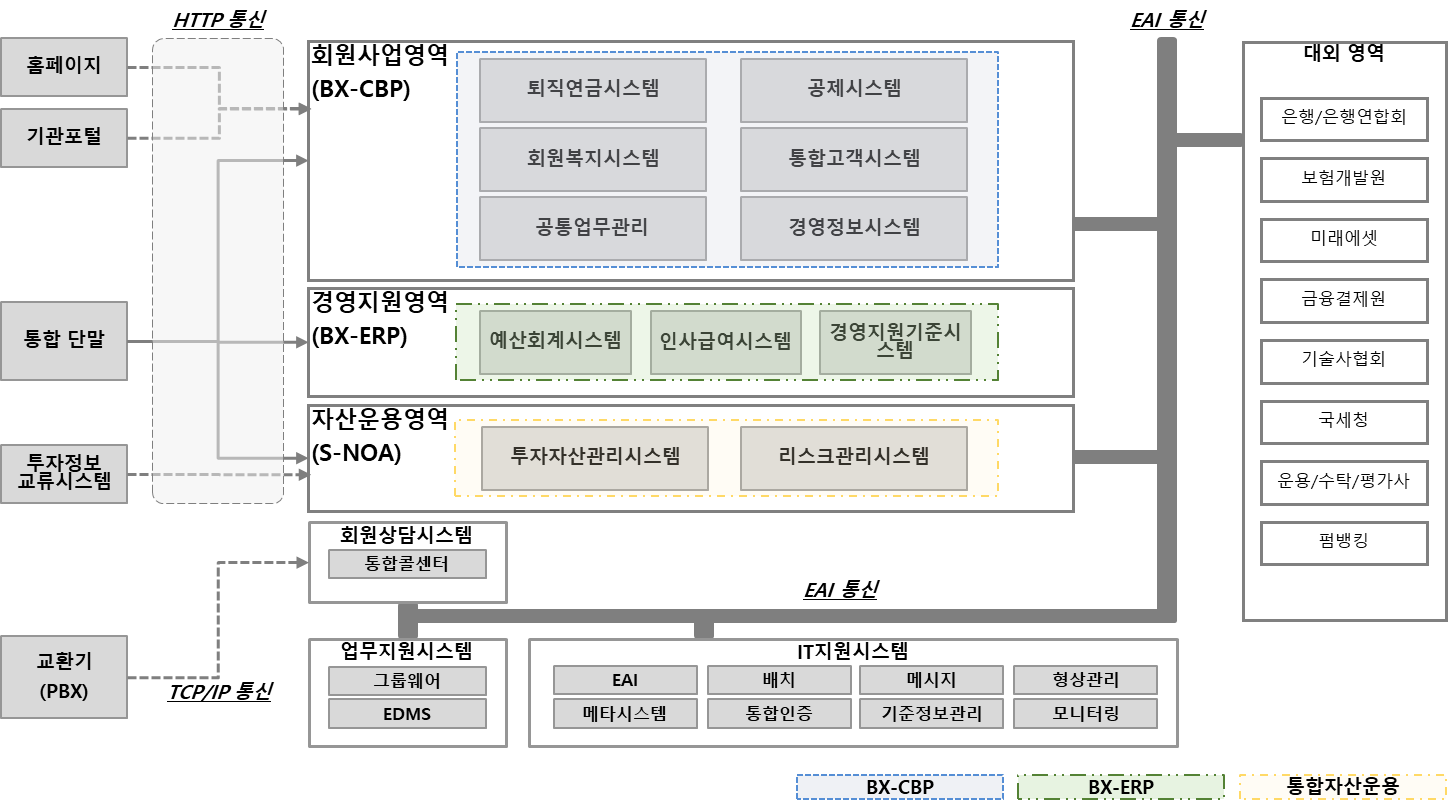 HTTP 통신
EAI 통신
홈페이지
기관포털
통합 단말
투자정보
교류시스템
교환기
(PBX)
TCP/IP 통신
회원사업영역
(BX-CBP)
퇴직연금시스템
공제시스템
회원복지시스템
통합고객시스템
공통업무관리
경영정보시스템
경영지원영역
(BX-ERP)
예산회계시스템
인사급여시스템
경영지원기준시
스템
자산운용영역
(S-NOA)
투자자산관리시스템
리스크관리시스템
회원상담시스템
통합콜센터
EAI 통신
업무지원시스템
그룹웨어
EDMS
IT지원시스템
EAI
배치
메시지
형상관리
메타시스템
통합인증
기준정보관리
모니터링
대외 영역
은행/은행연합회
보험개발원
미래에셋
금융결제원
기술사협회
국세청
운용/수탁/평가사
펌뱅킹
BX-CBP
BX-ERP
통합자산운용